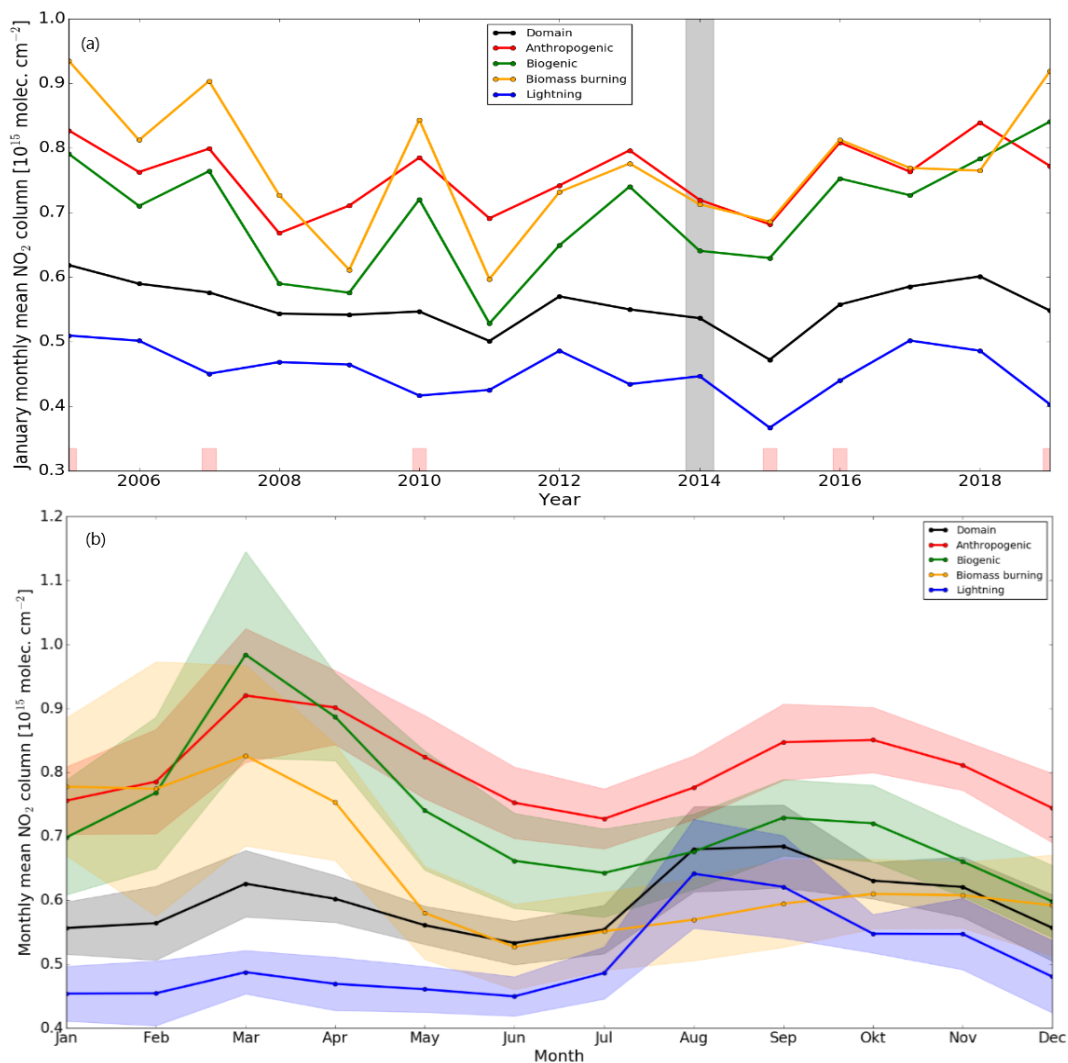 (a)
Domain
Anthropogenic
Biogenic
Biomass burning
Lightning
January monthly mean NO₂ column [10¹⁵ molec. cm⁻²]
1.0
0.9
0.8
0.7
0.6
0.5
0.4
0.3
2006 2008 2010 2012 2014 2016 2018
Year
(b)
Domain
Anthropogenic
Biogenic
Biomass burning
Lightning
Monthly mean NO₂ column [10¹⁵ molec. cm⁻²]
1.2
1.1
1.0
0.9
0.8
0.7
0.6
0.5
0.4
Jan Feb Mar Apr May Jun Jul Aug Sep Okt Nov Dec
Month